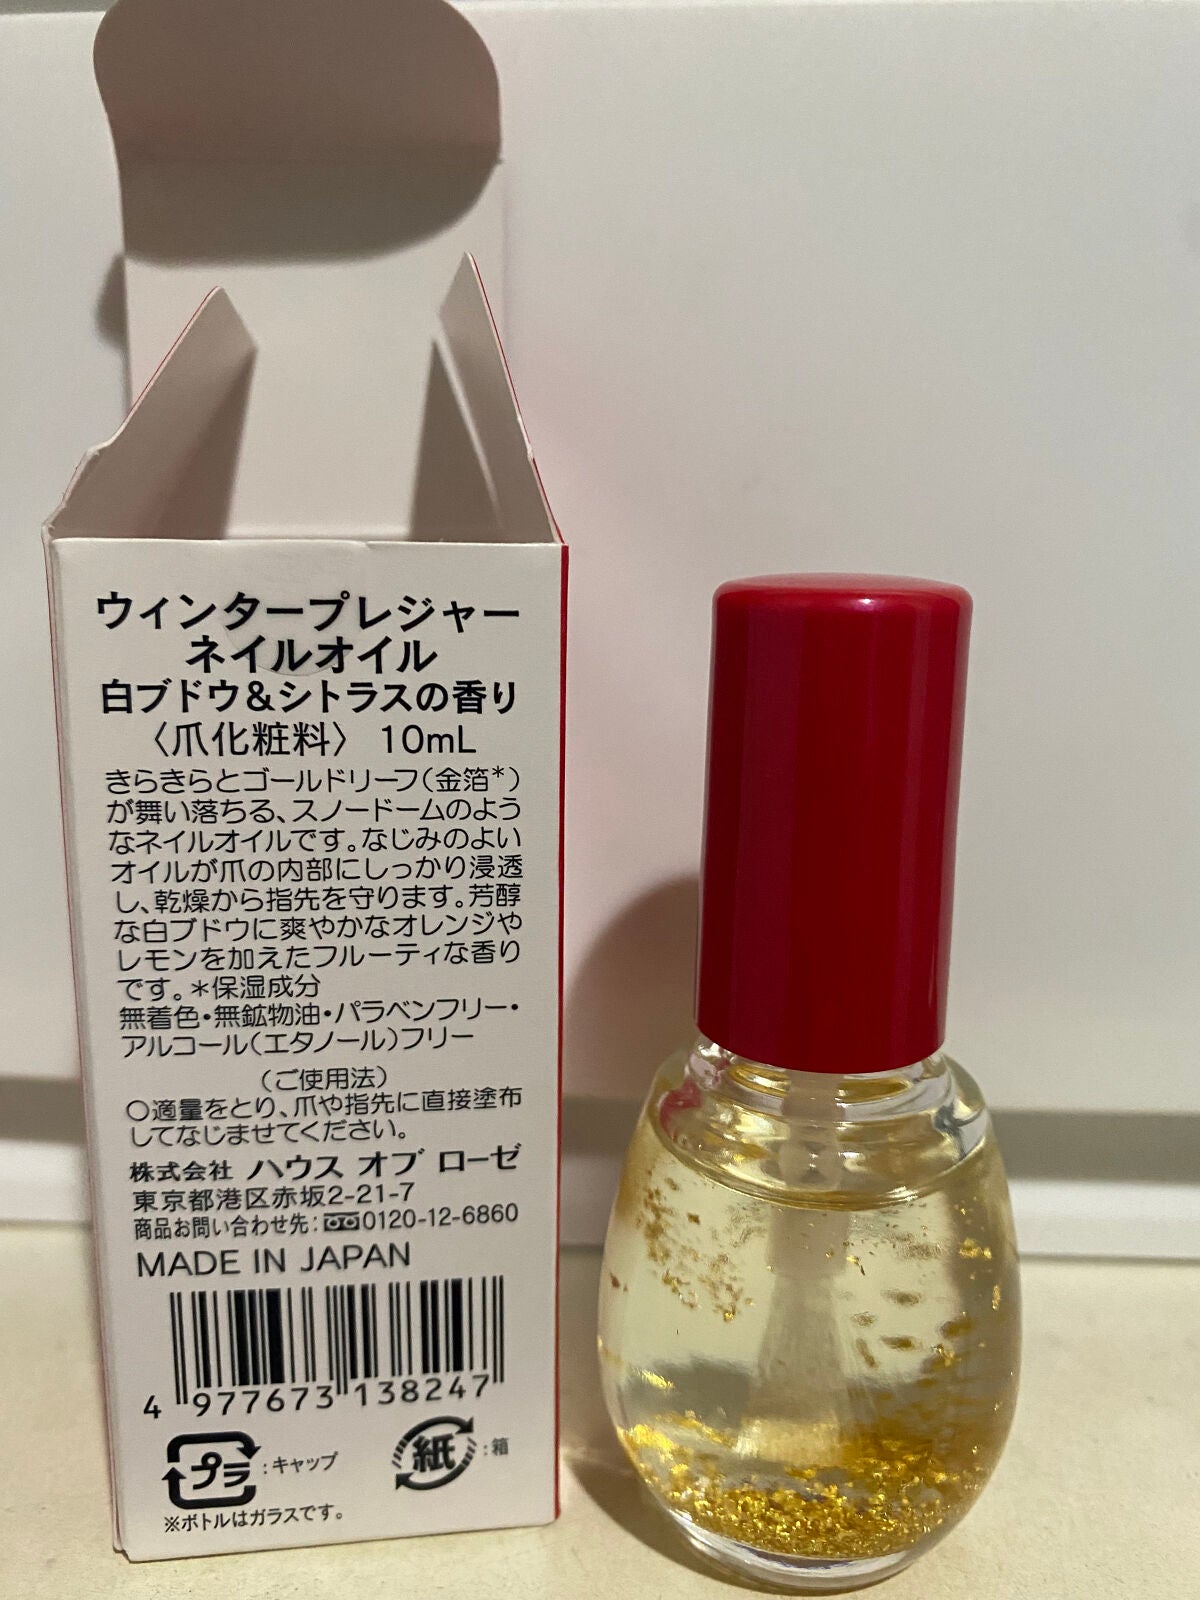 ウィンタープレジャー
ネイルオイル
白ブドウ&シトラスの香り
〈爪化粧料〉 10mL
きらきらとゴールドリーフ(金箔*)
が舞い落ちる、スノードームのよう
なネイルオイルです。なじみのよい
オイルが爪の内部にしっかり浸透
し、乾燥から指先を守ります。芳醇
な白ブドウに爽やかなオレンジや
レモンを加えたフルーティな香り
です。*保湿成分
無着色・無鉱物油・パラベンフリー・
アルコール(エタノール)フリー
(ご使用法)
○適量をとり、爪や指先に直接塗布
してなじませてください。
株式会社 ハウス オブ ローゼ
東京都港区赤坂2-21-7
商品お問い合わせ先:0120-12-6860
MADE IN JAPAN
4 977673 138247
プラ:キャップ 紙:箱
※ボトルはガラスです。